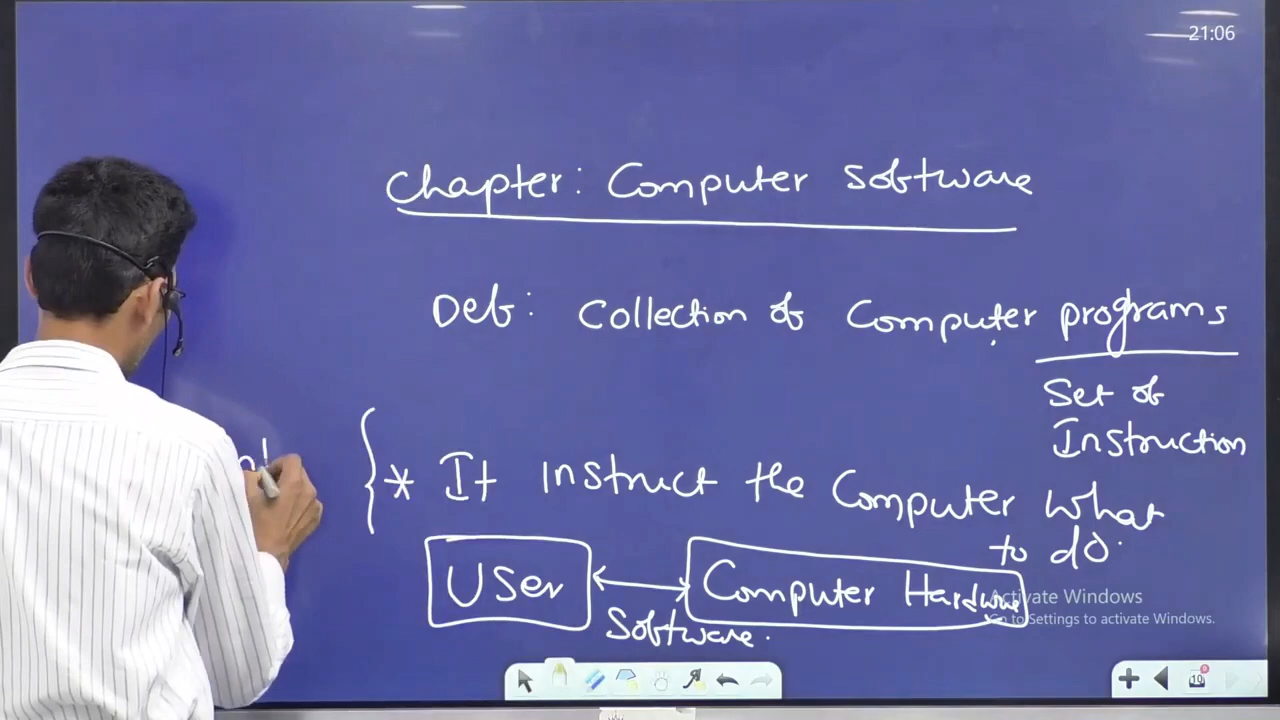 21:06
Chapter: Computer Software
Def: Collection of Computer programs
Set of
Instruction
* It instruct the Computer what
to do.
User
Computer Hardware
Software.
Activate Windows
Go to Settings to activate Windows.
10